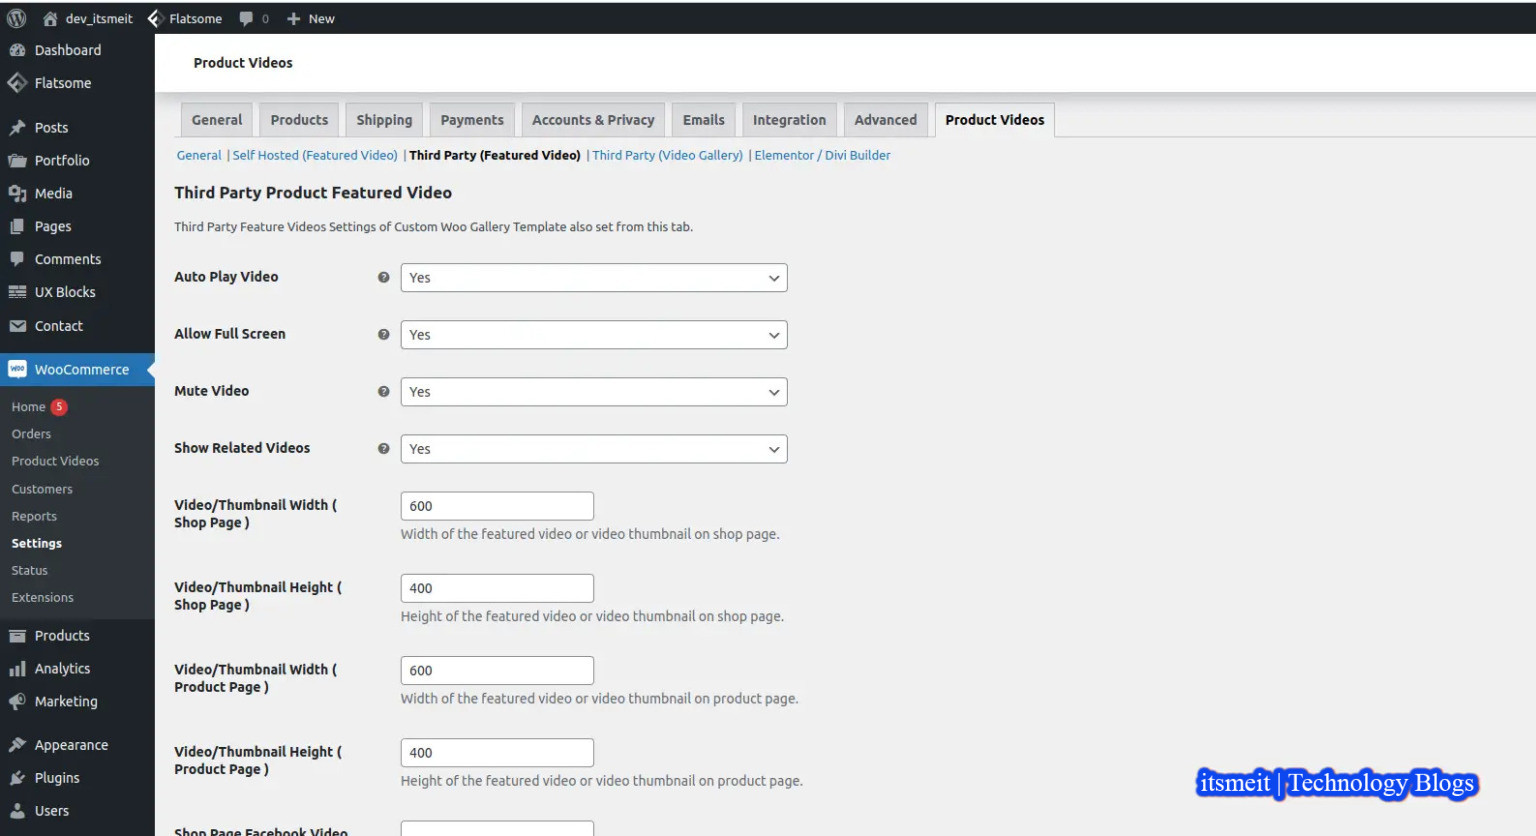 dev_itsmeit Flatsome 0 + New
Dashboard
Flatsome
Posts
Portfolio
Media
Pages
Comments
UX Blocks
Contact
WooCommerce
Home 5
Orders
Product Videos
Customers
Reports
Settings
Status
Extensions
Products
Analytics
Marketing
Appearance
Plugins
Users
Product Videos
General Products Shipping Payments Accounts & Privacy Emails Integration Advanced Product Videos
General | Self Hosted (Featured Video) | Third Party (Featured Video) | Third Party (Video Gallery) | Elementor / Divi Builder
Third Party Product Featured Video
Third Party Feature Videos Settings of Custom Woo Gallery Template also set from this tab.
Auto Play Video ? Yes
Allow Full Screen ? Yes
Mute Video ? Yes
Show Related Videos ? Yes
Video/Thumbnail Width (
Shop Page )
600
Width of the featured video or video thumbnail on shop page.
Video/Thumbnail Height (
Shop Page )
400
Height of the featured video or video thumbnail on shop page.
Video/Thumbnail Width (
Product Page )
600
Width of the featured video or video thumbnail on product page.
Video/Thumbnail Height (
Product Page )
400
Height of the featured video or video thumbnail on product page.
Shop Page Facebook Video
itsmeit | Technology Blogs